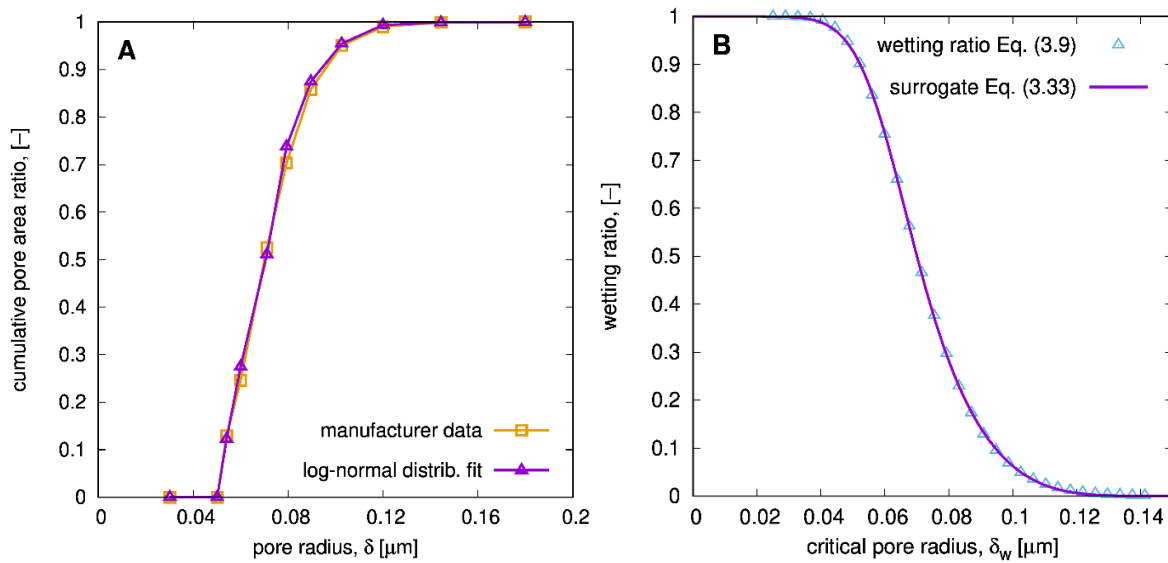 A
1
0.9
0.8
0.7
0.6
0.5
0.4
0.3
0.2
0.1
0
cumulative pore area ratio, [−]
manufacturer data
log-normal distrib. fit
0 0.04 0.08 0.12 0.16 0.2
pore radius, δ [μm]
B
1
0.9
0.8
0.7
0.6
0.5
0.4
0.3
0.2
0.1
0
wetting ratio, [−]
wetting ratio Eq. (3.9)
surrogate Eq. (3.33)
0 0.02 0.04 0.06 0.08 0.1 0.12 0.14
critical pore radius, δw [μm]